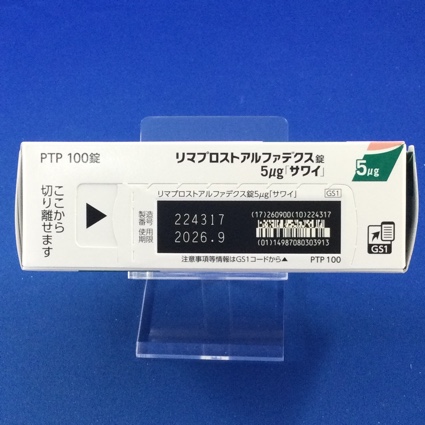 PTP 100錠
リマプロストアルファデクス錠
5μg「サワイ」
5μg
ここから
切り離せます
リマプロストアルファデクス錠5μg「サワイ」
GS1
製造
番号
224317
使用
期限
2026.9
(17)260900(10)224317
(01)14987080303913
注意事項等情報はGS1コードから▲
PTP 100
GS1